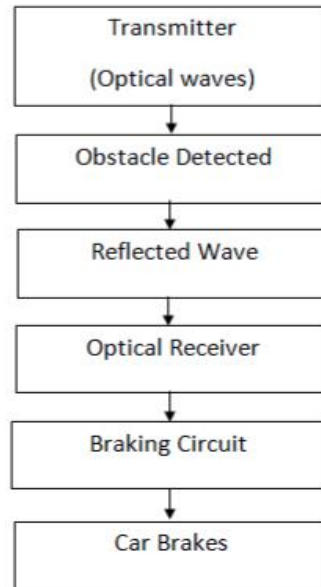 Transmitter
(Optical waves)
Obstacle Detected
Reflected Wave
Optical Receiver
Braking Circuit
Car Brakes